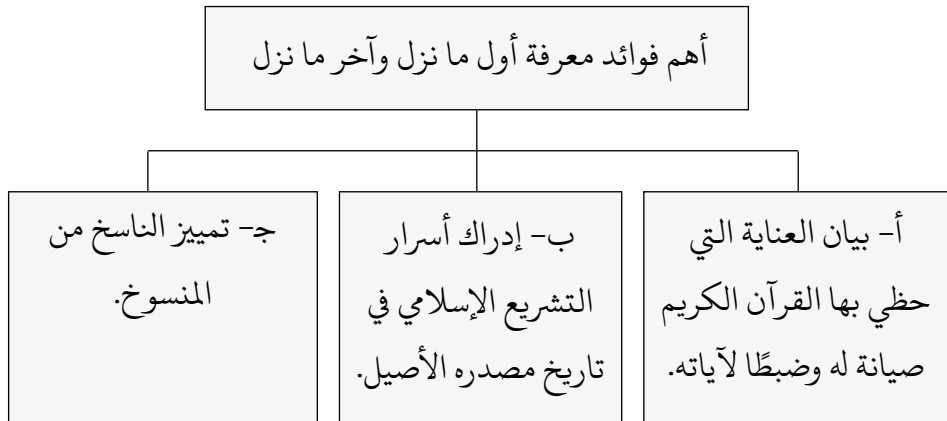 أهم فوائد معرفة أول ما نزل وآخر ما نزل
أ- بيان العناية التي
حظي بها القرآن الكريم
صيانة له وضبطًا لآياته.
ب- إدراك أسرار
التشريع الإسلامي في
تاريخ مصدره الأصيل.
ج- تمييز الناسخ من
المنسوخ.